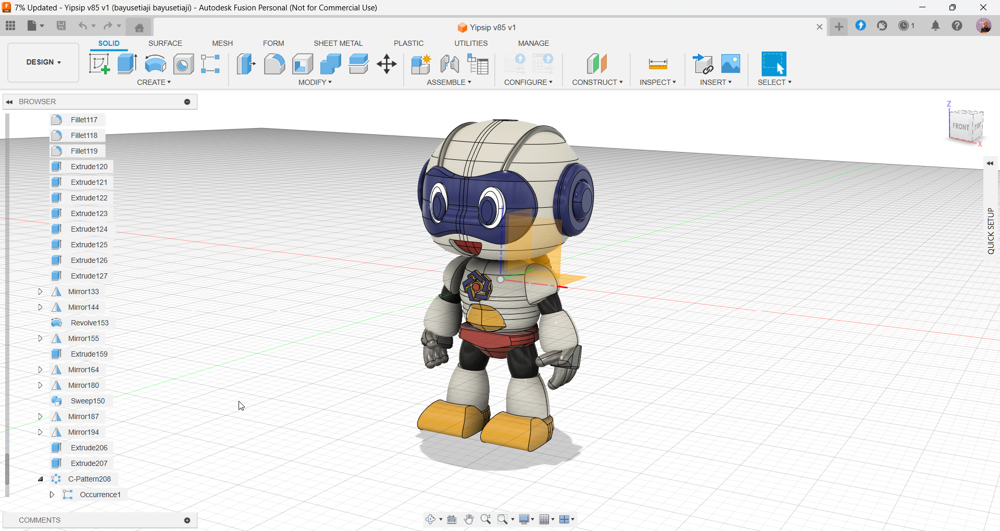 7% Updated - Yipsip v85 v1 (bayusetiaji bayusetiaji) - Autodesk Fusion Personal (Not for Commercial Use)
Yipsip v85 v1
1
SOLID SURFACE MESH FORM SHEET METAL PLASTIC UTILITIES MANAGE
DESIGN
CREATE MODIFY ASSEMBLE CONFIGURE CONSTRUCT INSPECT INSERT SELECT
BROWSER
Fillet117
Fillet118
Fillet119
Extrude120
Extrude121
Extrude122
Extrude123
Extrude124
Extrude125
Extrude126
Extrude127
Mirror133
Mirror144
Revolve153
Mirror155
Extrude159
Mirror164
Mirror180
Sweep150
Mirror187
Mirror194
Extrude206
Extrude207
C-Pattern208
Occurrence1
COMMENTS
Z
FRONT
RIGHT
X
QUICK SETUP